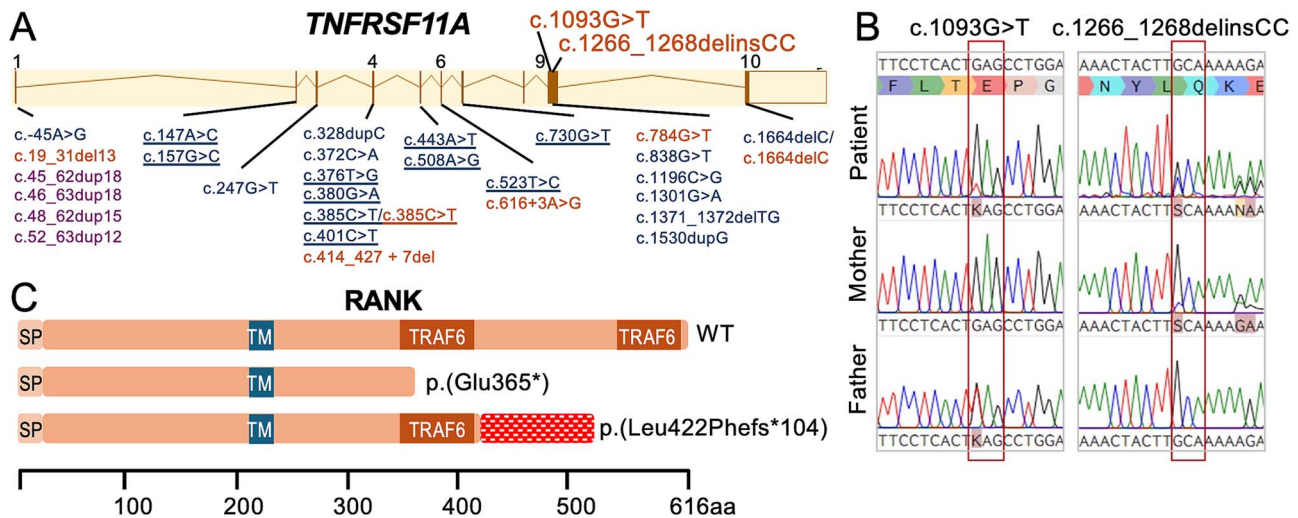 A
TNFRSF11A
c.1093G>T
c.1266_1268delinsCC
1
4
6
9
10
c.-45A>G
c.19_31del13
c.45_62dup18
c.46_63dup18
c.48_62dup15
c.52_63dup12
c.147A>C
c.157G>C
c.247G>T
c.328dupC
c.372C>A
c.376T>G
c.380G>A
c.385C>T/c.385C>T
c.401C>T
c.414_427 + 7del
c.443A>T
c.508A>G
c.523T>C
c.616+3A>G
c.730G>T
c.784G>T
c.838G>T
c.1196C>G
c.1301G>A
c.1371_1372delTG
c.1530dupG
c.1664delC/
c.1664delC
B
c.1093G>T c.1266_1268delinsCC
TTCCTCACTGAGCCTGGA AAACTACTTGCAAAAAGA
F L T E P G N Y L Q K E
Patient
TTCCTCACTKAGCCTGGA AAACTACTTSCAAAANAA
Mother
TTCCTCACTGAGCCTGGA AAACTACTTSCAAAAGAA
Father
TTCCTCACTKAGCCTGGA AAACTACTTGCAAAAAGA
C
RANK
SP TM TRAF6 TRAF6 WT
SP TM p.(Glu365*)
SP TM TRAF6 p.(Leu422Phefs*104)
100 200 300 400 500 616aa